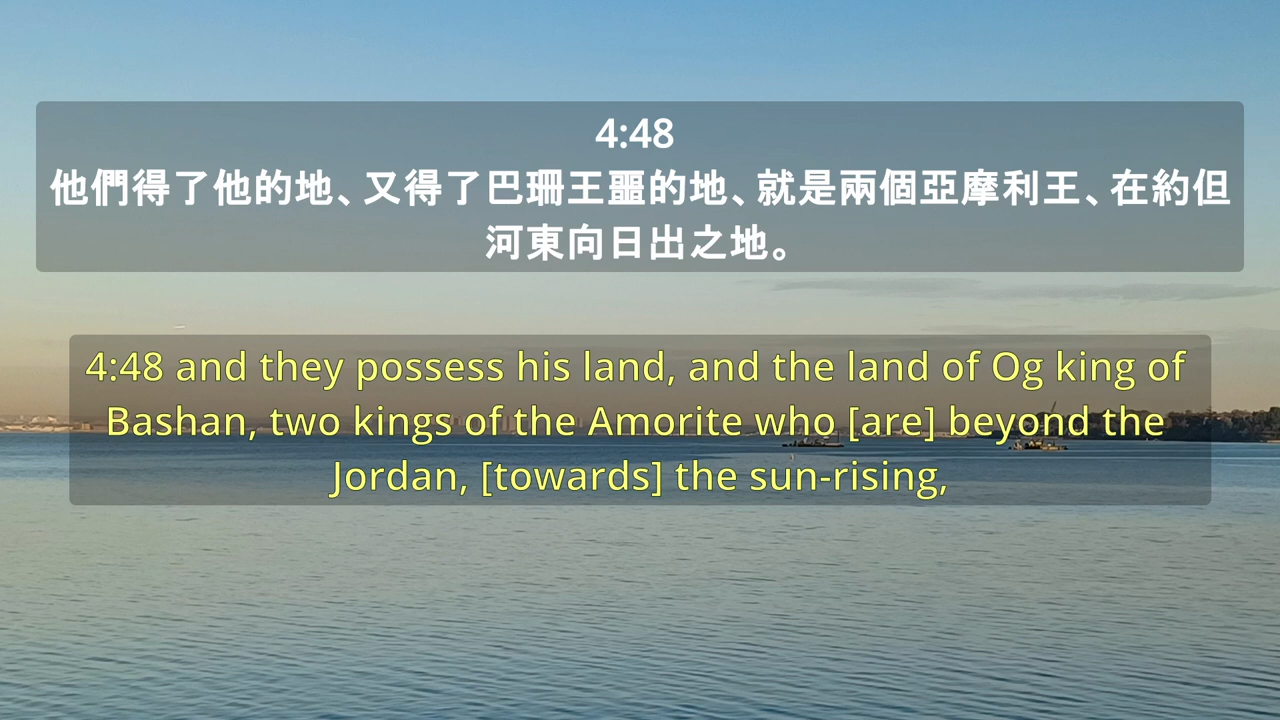 4:48
他們得了他的地、又得了巴珊王噩的地、就是兩個亞摩利王、在約但
河東向日出之地。
4:48 and they possess his land, and the land of Og king of
Bashan, two kings of the Amorite who [are] beyond the
Jordan, [towards] the sun-rising,